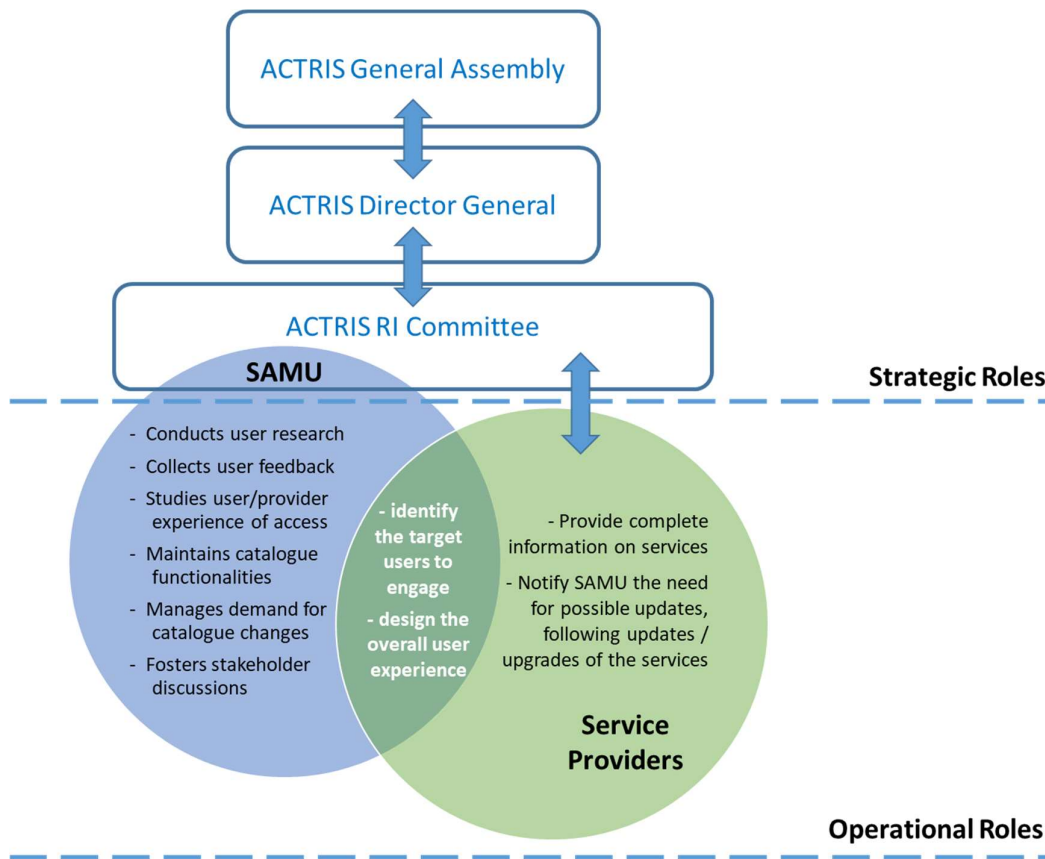 ACTRIS General Assembly
ACTRIS Director General
ACTRIS RI Committee
SAMU
Strategic Roles
- Conducts user research
- Collects user feedback
- Studies user/provider
experience of access
- Maintains catalogue
functionalities
- Manages demand for
catalogue changes
- Fosters stakeholder
discussions
- identify
the target
users to
engage
- design the
overall user
experience
- Provide complete
information on services
- Notify SAMU the need
for possible updates,
following updates /
upgrades of the services
Service
Providers
Operational Roles